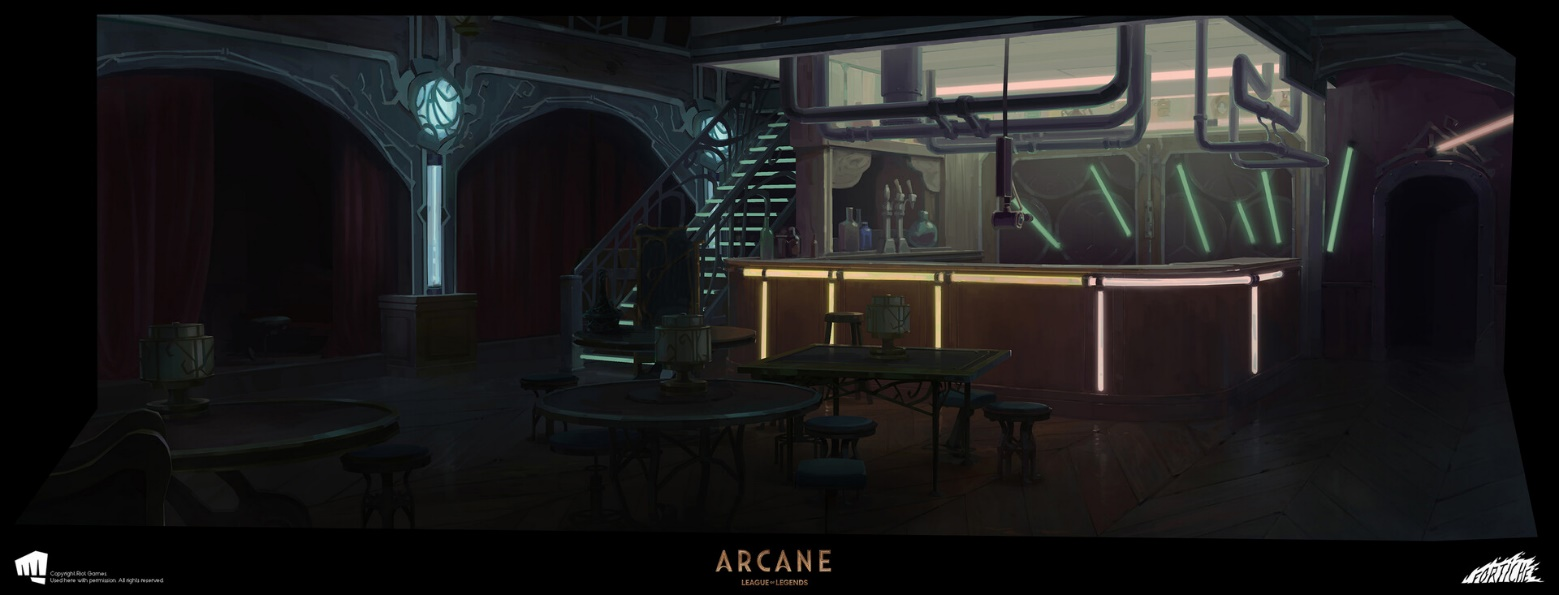 Copyright Riot Games
Used here with permission. All rights reserved.
ARCANE
LEAGUE OF LEGENDS
FORTICHE